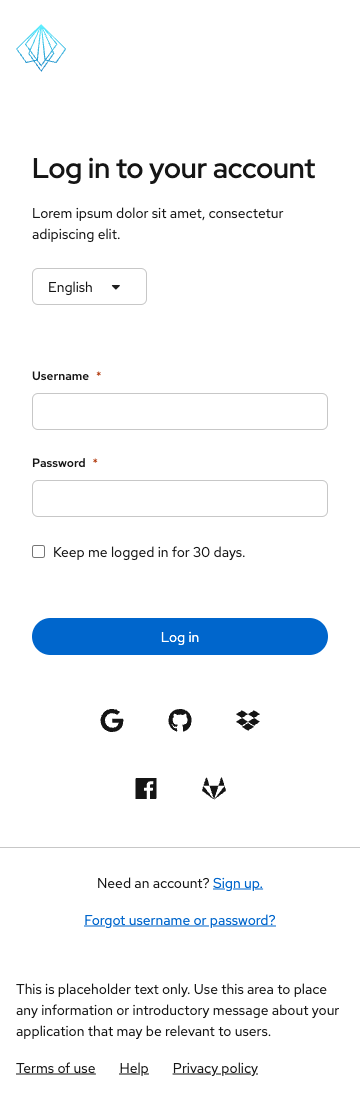 Log in to your account
Lorem ipsum dolor sit amet, consectetur
adipiscing elit.
English
Username *
Password *
Keep me logged in for 30 days.
Log in
Need an account? Sign up.
Forgot username or password?
This is placeholder text only. Use this area to place
any information or introductory message about your
application that may be relevant to users.
Terms of use Help Privacy policy